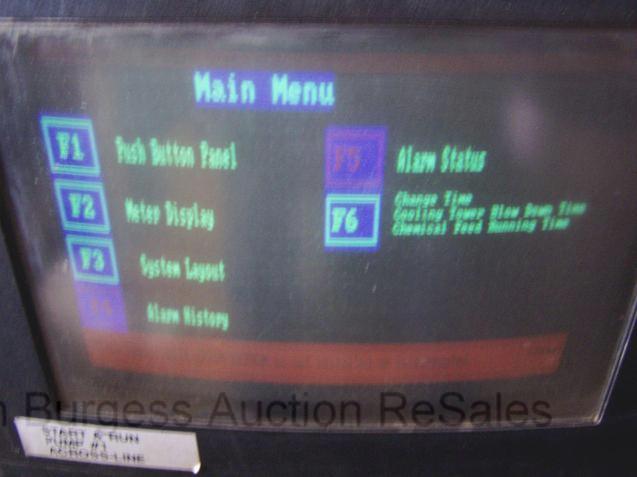 Main Menu
F1 Push Button Panel
F2 Meter Display
F3 System Layout
F4 Alarm History
F5 Alarm Status
F6 Change Time
Cooling Tower Blow Down Time
Chemical Feed Running Time
Burgess Auction ReSales
START & RUN
PUMP #1
ACROSS-LINE